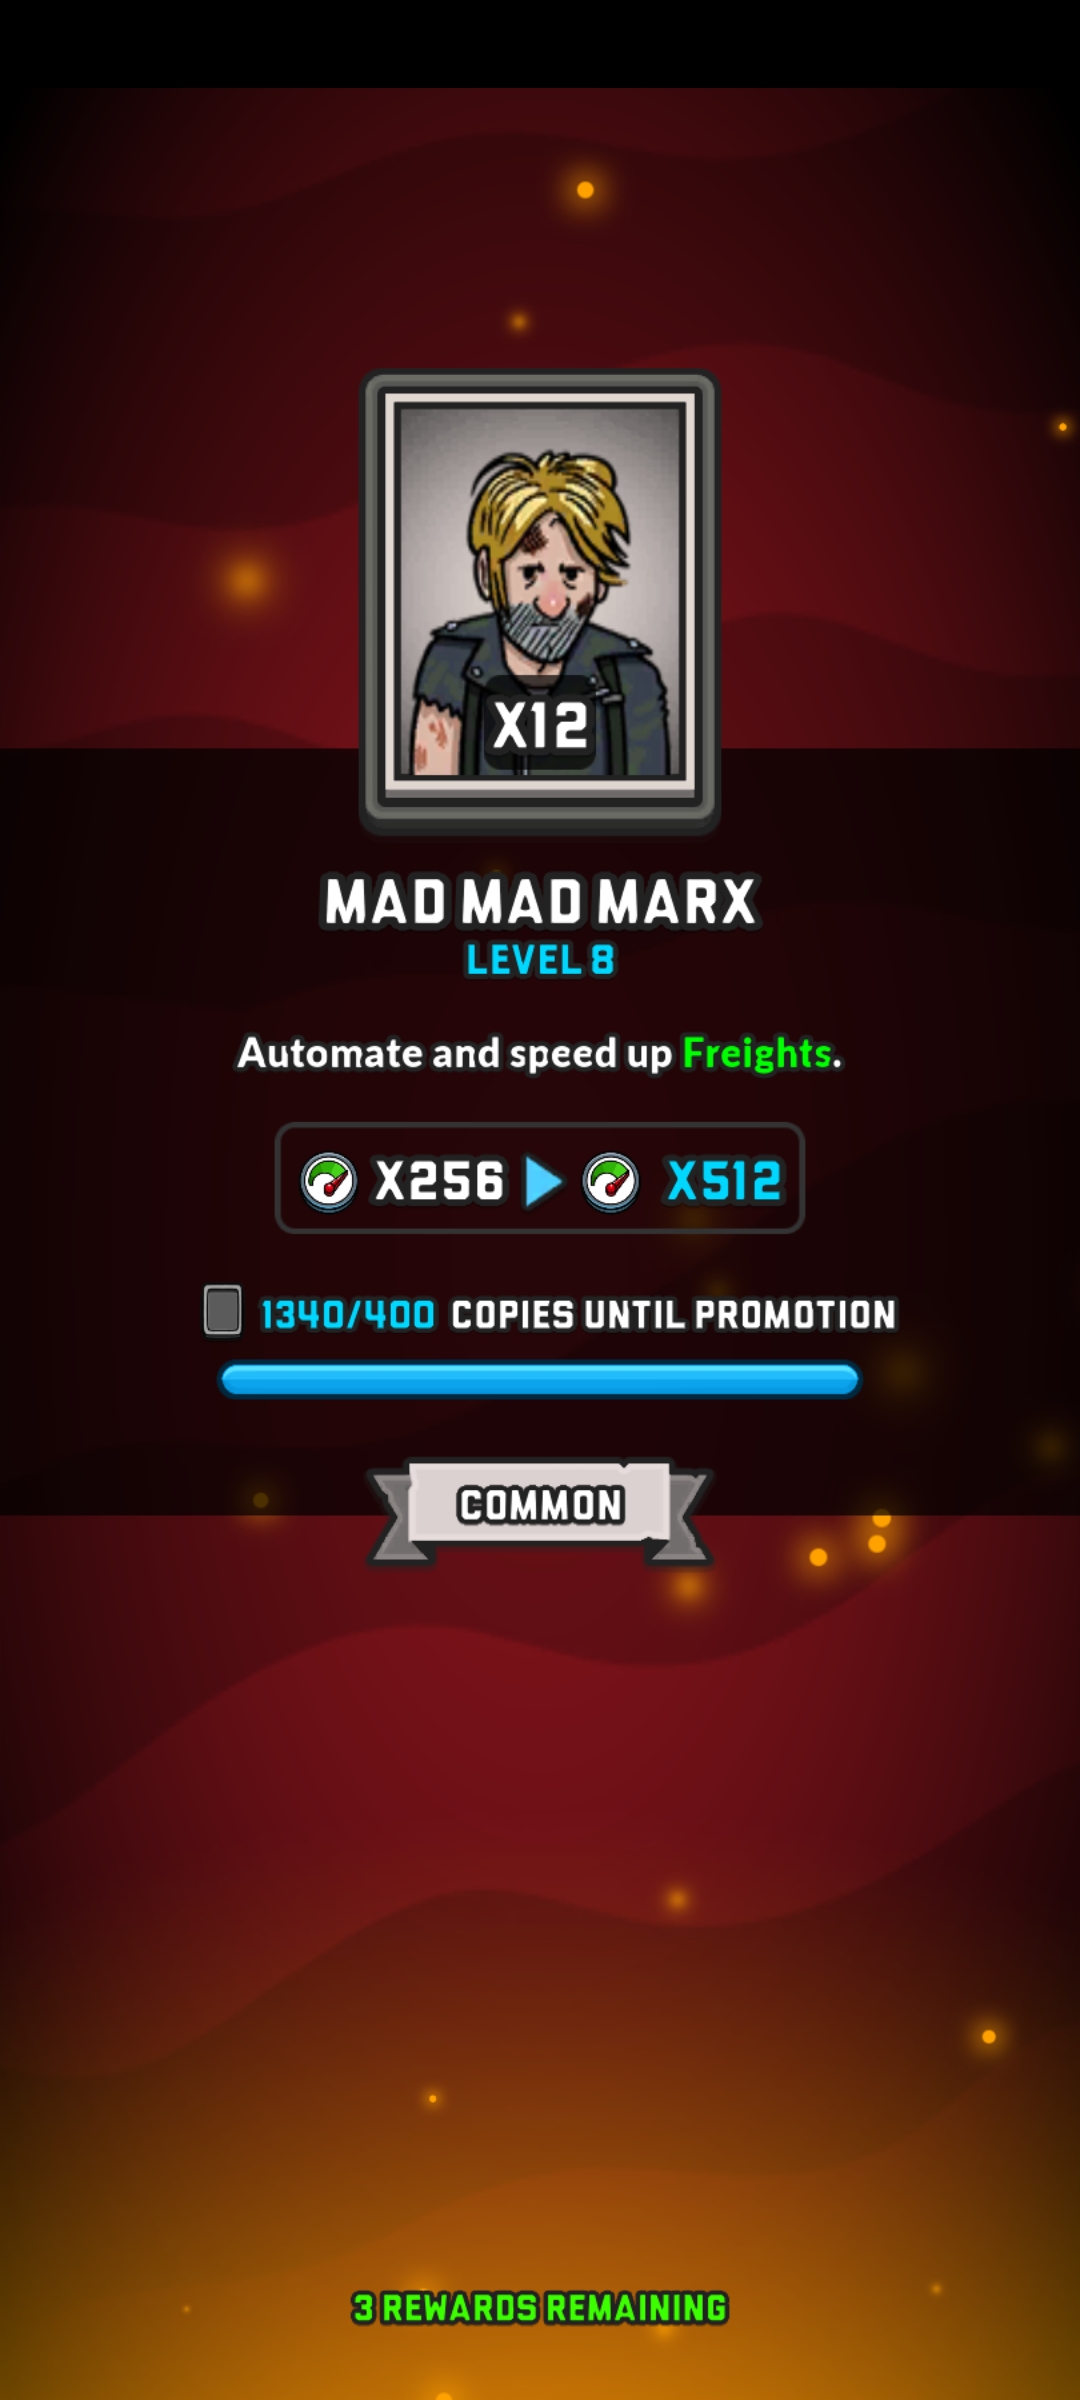 X12
MAD MAD MARX
LEVEL 8
Automate and speed up Freights.
X256 X512
1340/400 COPIES UNTIL PROMOTION
COMMON
3 REWARDS REMAINING